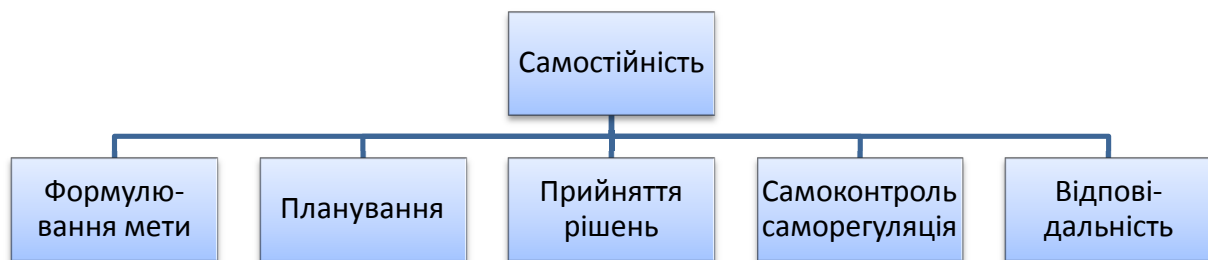 Самостійність
Формулю-
вання мети
Планування
Прийняття
рішень
Самоконтроль
саморегуляція
Відпові-
дальність